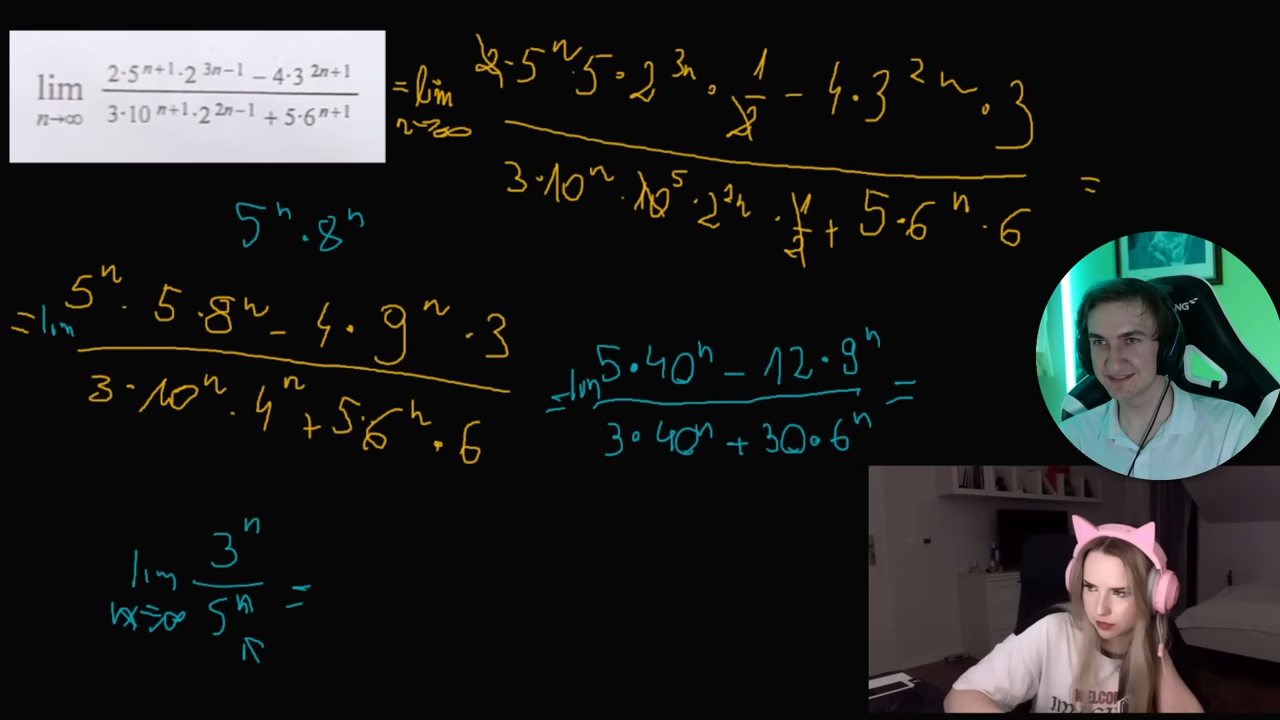 lim n→∞ (2·5^{n+1}·2^{3n-1} - 4·3^{2n+1}) / (3·10^{n+1}·2^{2n-1} + 5·6^{n+1})
= lim n→∞ (2·5^n·5·2^{3n}·1/2 - 4·3^{2n}·3) / (3·10^n·10^5·2^{2n}·1/2 + 5·6^n·6) =
5^n·8^n
= lim (5^n·5·8^n - 4·9^n·3) / (3·10^n·4^n + 5·6^n·6)
= lim (5·40^n - 12·9^n) / (3·40^n + 30·6^n) =
lim n→∞ 3^n / 5^n =
NG
WELCO